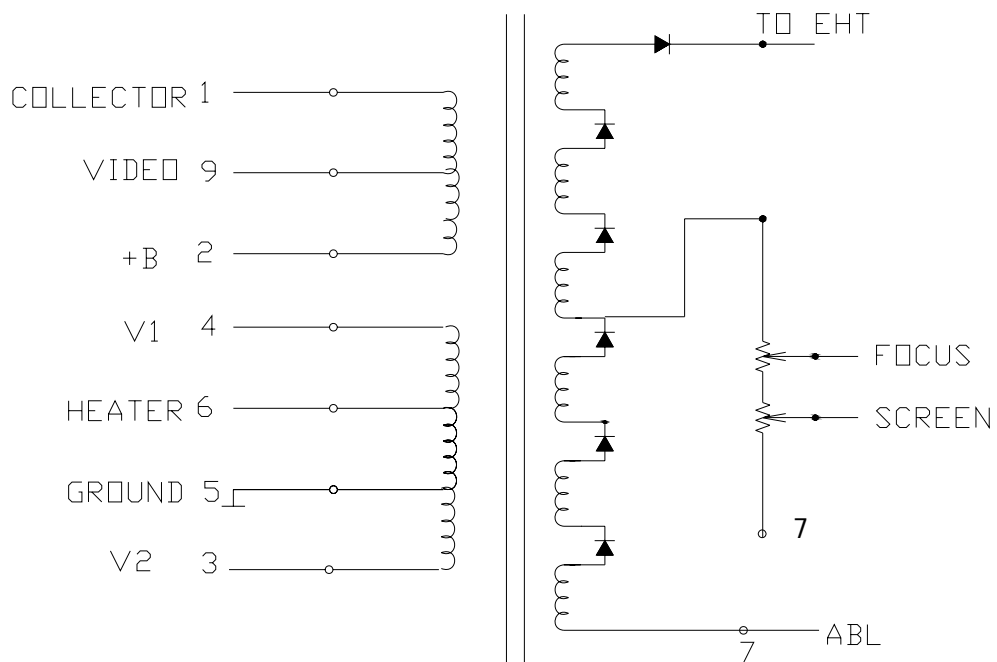 TO EHT
COLLECTOR 1
VIDEO 9
+B 2
V1 4
HEATER 6
FOCUS
SCREEN
GROUND 5
7
V2 3
ABL
7